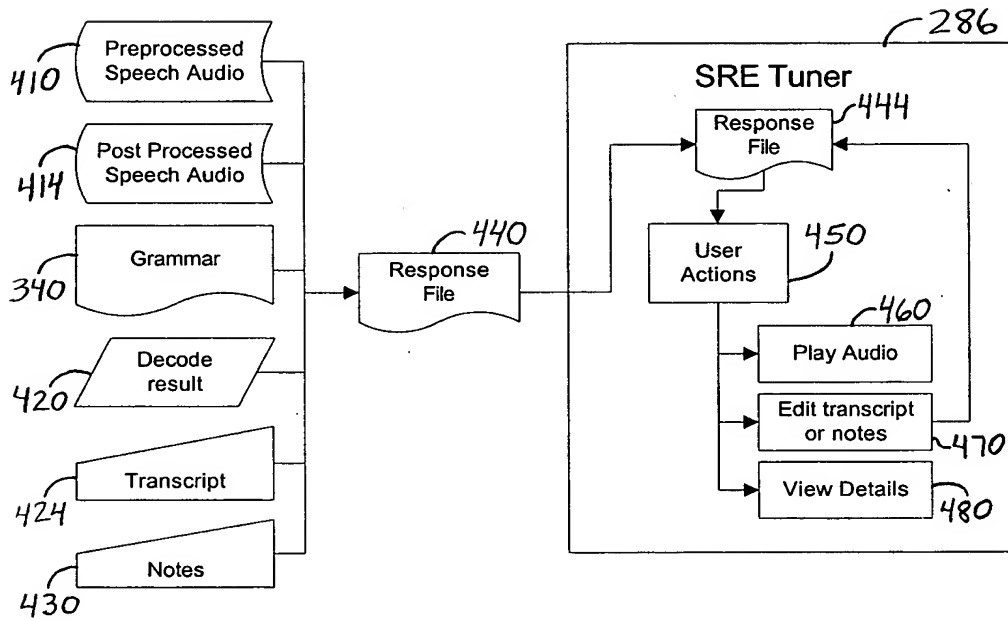 410
Preprocessed
Speech Audio
414
Post Processed
Speech Audio
340
Grammar
420
Decode
result
424
Transcript
430
Notes
440
Response
File
286
SRE Tuner
444
Response
File
450
User
Actions
460
Play Audio
Edit transcript
or notes
470
View Details
480